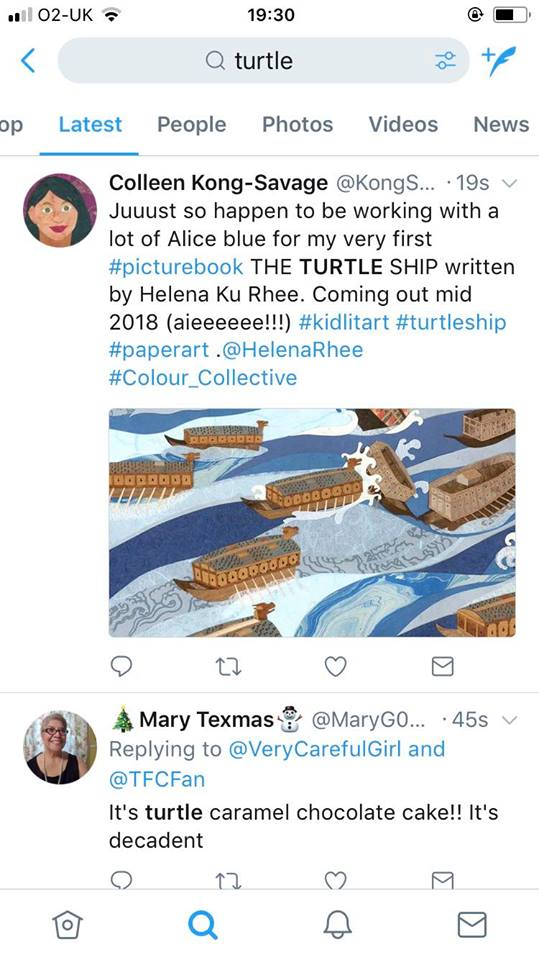 O2-UK
19:30
turtle
op Latest People Photos Videos News
Colleen Kong-Savage @KongS... · 19s
Juuust so happen to be working with a
lot of Alice blue for my very first
#picturebook THE TURTLE SHIP written
by Helena Ku Rhee. Coming out mid
2018 (aieeeeee!!!) #kidlitart #turtleship
#paperart .@HelenaRhee
#Colour_Collective
🎄 Mary Texmas⛄ @MaryG0... · 45s
Replying to @VeryCarefulGirl and
@TFCFan
It's turtle caramel chocolate cake!! It's
decadent